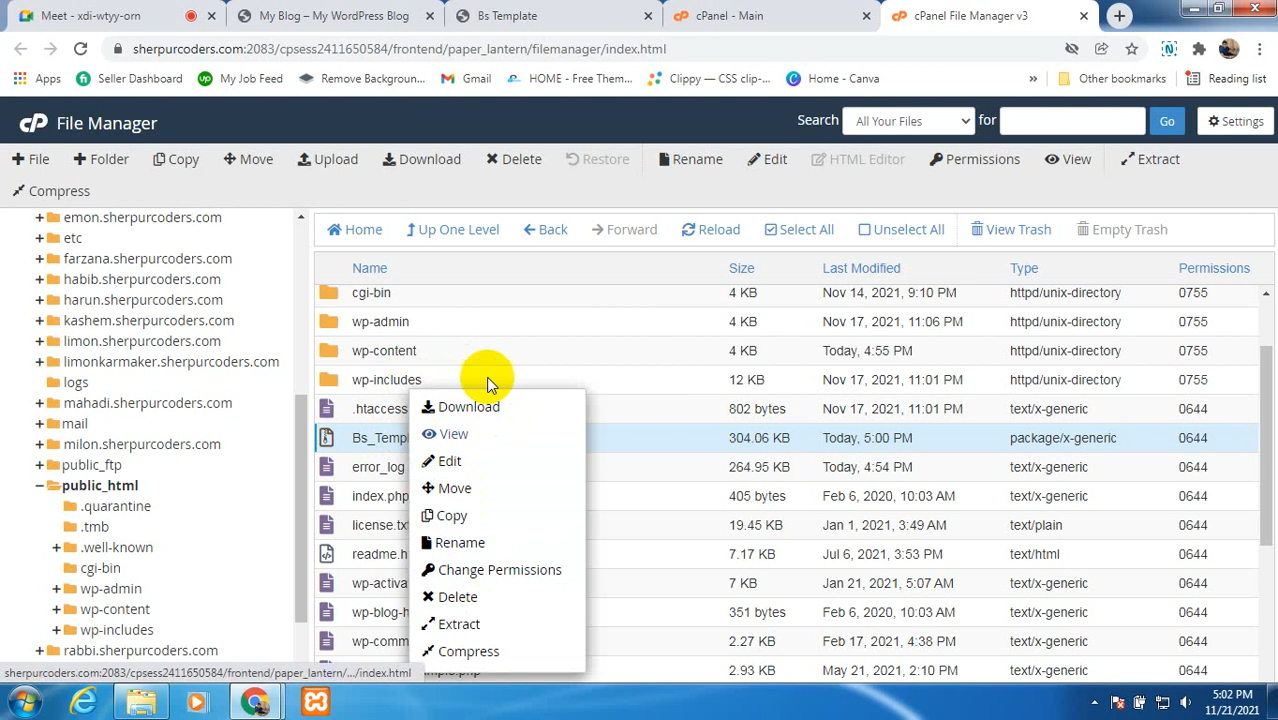 Meet - xdi-wtyy-orn
My Blog – My WordPress Blog
Bs Template
cPanel - Main
cPanel File Manager v3
sherpurcoders.com:2083/cpsess2411650584/frontend/paper_lantern/filemanager/index.html
Apps
Seller Dashboard
My Job Feed
Remove Backgroun...
Gmail
HOME - Free Them...
Clippy — CSS clip-...
Home - Canva
»
Other bookmarks
Reading list
cP File Manager
Search
All Your Files
for
Go
Settings
File
Folder
Copy
Move
Upload
Download
Delete
Restore
Rename
Edit
HTML Editor
Permissions
View
Extract
Compress
emon.sherpurcoders.com
etc
farzana.sherpurcoders.com
habib.sherpurcoders.com
harun.sherpurcoders.com
kashem.sherpurcoders.com
limon.sherpurcoders.com
limonkarmaker.sherpurcoders.com
logs
mahadi.sherpurcoders.com
mail
milon.sherpurcoders.com
public_ftp
public_html
.quarantine
.tmb
.well-known
cgi-bin
wp-admin
wp-content
wp-includes
rabbi.sherpurcoders.com
Home
Up One Level
Back
Forward
Reload
Select All
Unselect All
View Trash
Empty Trash
Name Size Last Modified Type Permissions
cgi-bin 4 KB Nov 14, 2021, 9:10 PM httpd/unix-directory 0755
wp-admin 4 KB Nov 17, 2021, 11:06 PM httpd/unix-directory 0755
wp-content 4 KB Today, 4:55 PM httpd/unix-directory 0755
wp-includes 12 KB Nov 17, 2021, 11:01 PM httpd/unix-directory 0755
.htaccess 802 bytes Nov 17, 2021, 11:01 PM text/x-generic 0644
Bs_Templ 304.06 KB Today, 5:00 PM package/x-generic 0644
error_log 264.95 KB Today, 4:54 PM text/x-generic 0644
index.php 405 bytes Feb 6, 2020, 10:03 AM text/x-generic 0644
license.txt 19.45 KB Jan 1, 2021, 3:49 AM text/plain 0644
readme.h 7.17 KB Jul 6, 2021, 3:53 PM text/html 0644
wp-activa 7 KB Jan 21, 2021, 5:07 AM text/x-generic 0644
wp-blog-h 351 bytes Feb 6, 2020, 10:03 AM text/x-generic 0644
wp-comm 2.27 KB Feb 17, 2021, 4:38 PM text/x-generic 0644
2.93 KB May 21, 2021, 2:10 PM text/x-generic 0644
Download
View
Edit
Move
Copy
Rename
Change Permissions
Delete
Extract
Compress
sherpurcoders.com:2083/cpsess2411650584/frontend/paper_lantern/.../index.html
5:02 PM
11/21/2021